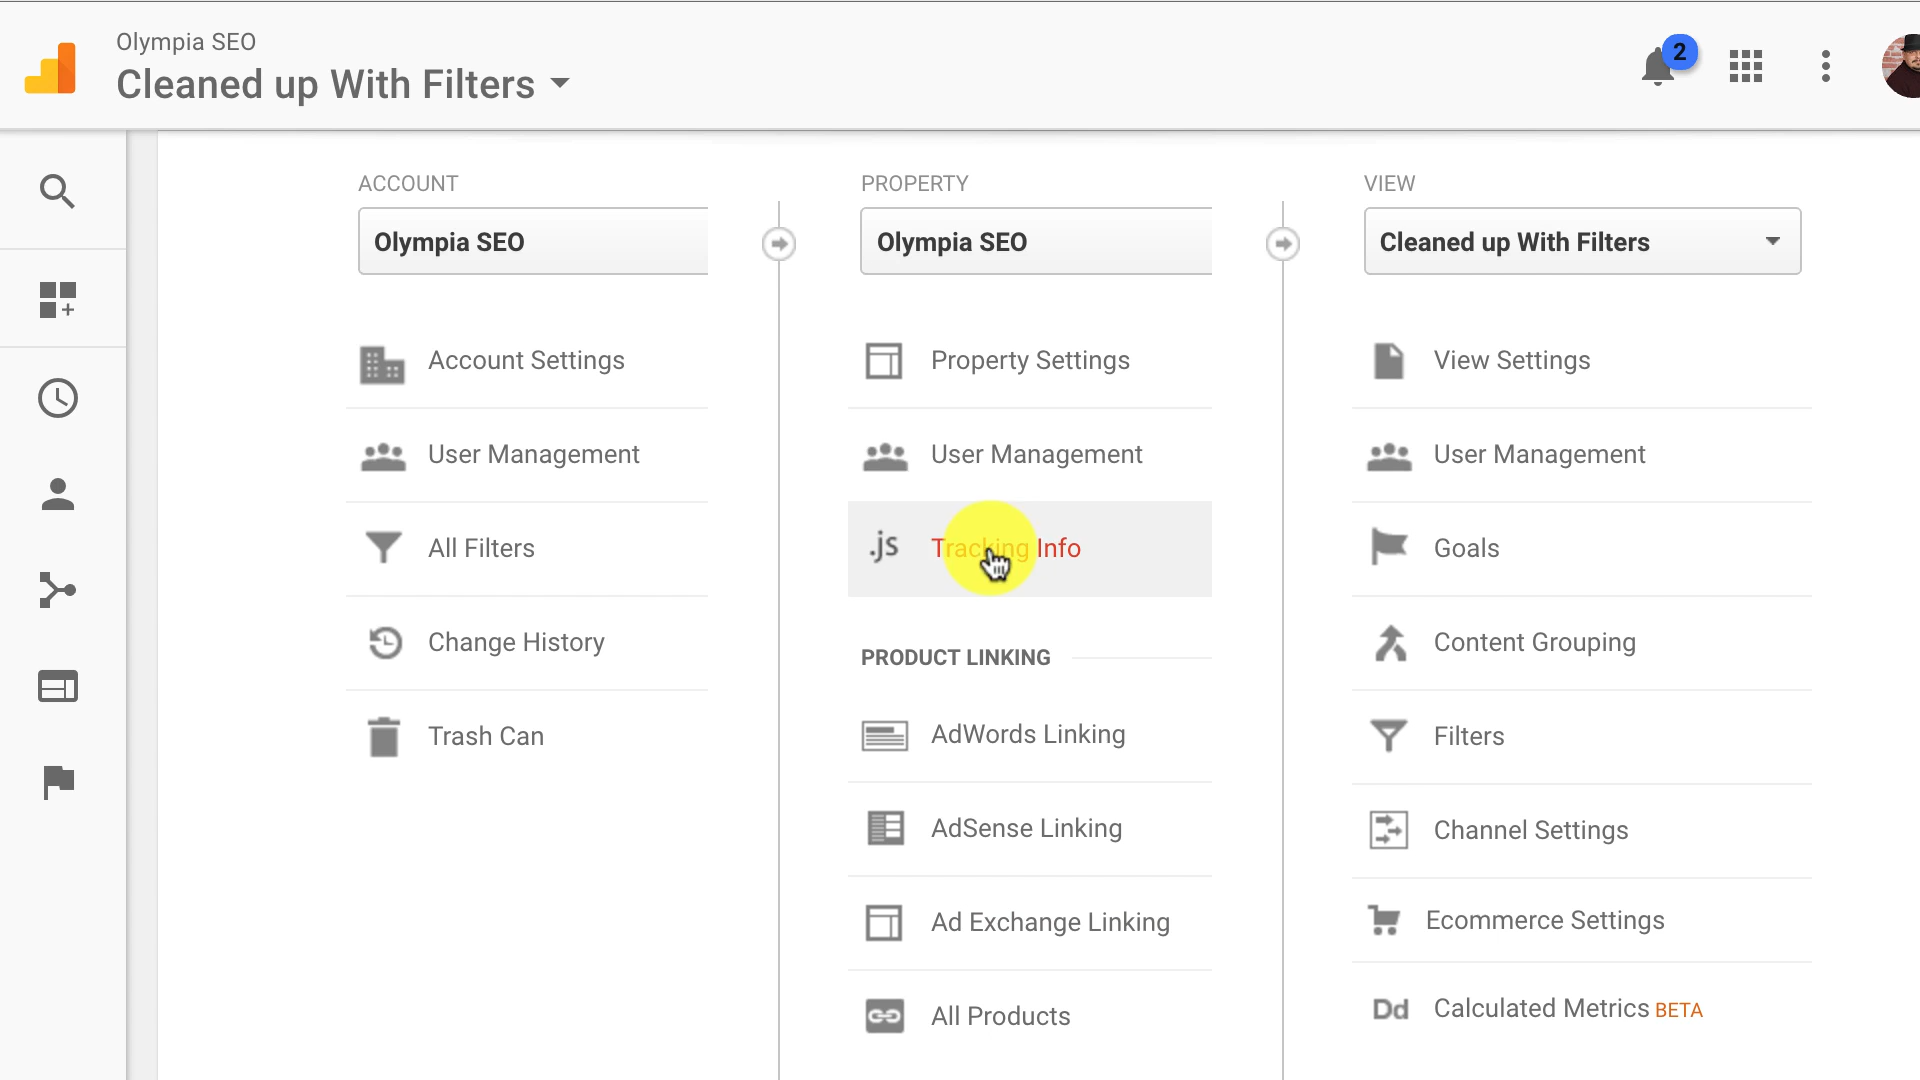 Olympia SEO
Cleaned up With Filters
2
ACCOUNT
Olympia SEO
Account Settings
User Management
All Filters
Change History
Trash Can
PROPERTY
Olympia SEO
Property Settings
User Management
.js Tracking Info
PRODUCT LINKING
AdWords Linking
AdSense Linking
Ad Exchange Linking
All Products
VIEW
Cleaned up With Filters
View Settings
User Management
Goals
Content Grouping
Filters
Channel Settings
Ecommerce Settings
Dd Calculated Metrics BETA